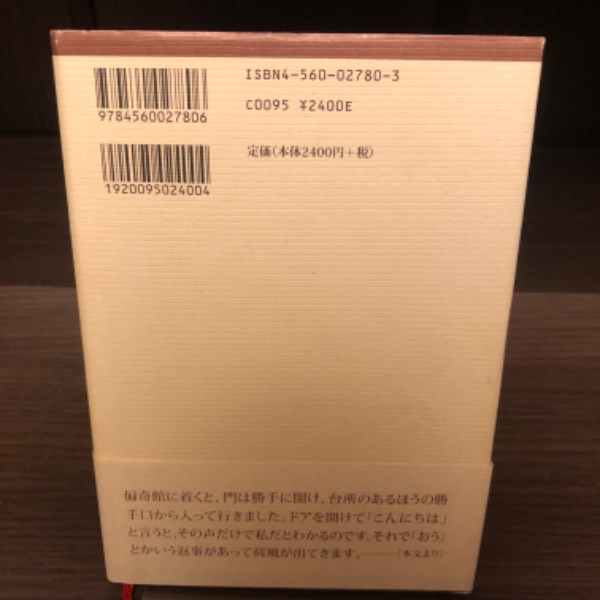 ISBN4-560-02780-3
9784560027806
C0095 ¥2400E
定価(本体2400円+税)
1920095024004
偏奇館に着くと、門は勝手に開け、台所のあるほうの勝
手口から入って行きました。ドアを開けて「こんにちは」
と言うと、その声だけで私だとわかるのです。それで「おう」
とかいう返事があって荷風が出てきます。――[本文より]